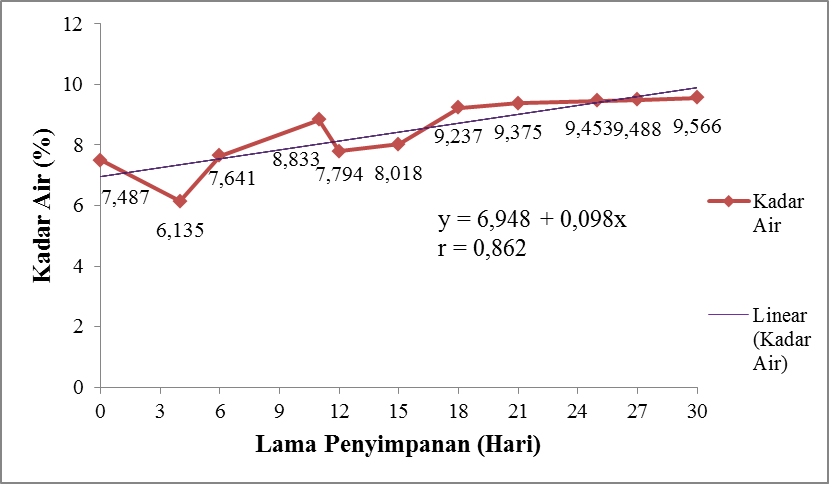 12
10
8
6
4
2
0
Kadar Air (%)
7,487
6,135
7,641
8,833
7,794
8,018
9,237
9,375
9,453
9,488
9,566
y = 6,948 + 0,098x
r = 0,862
0 3 6 9 12 15 18 21 24 27 30
Lama Penyimpanan (Hari)
Kadar
Air
Linear
(Kadar
Air)